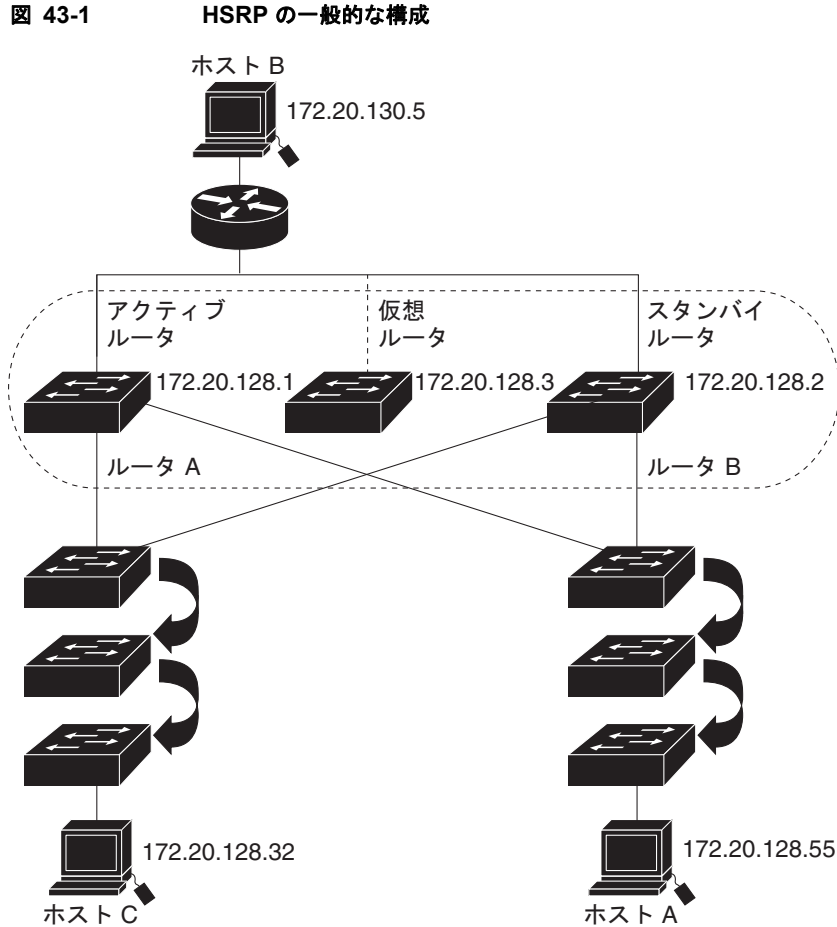 図 43-1 HSRP の一般的な構成
ホスト B
172.20.130.5
アクティブ
ルータ
仮想
ルータ
スタンバイ
ルータ
172.20.128.1
172.20.128.3
172.20.128.2
ルータ A
ルータ B
172.20.128.32
172.20.128.55
ホスト C
ホスト A